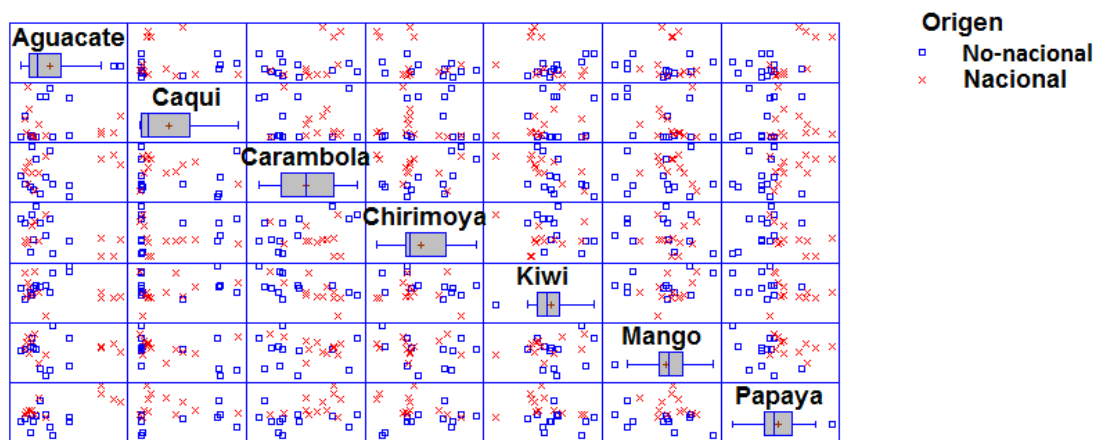 Aguacate
Caqui
Carambola
Chirimoya
Kiwi
Mango
Papaya
Origen
No-nacional
Nacional